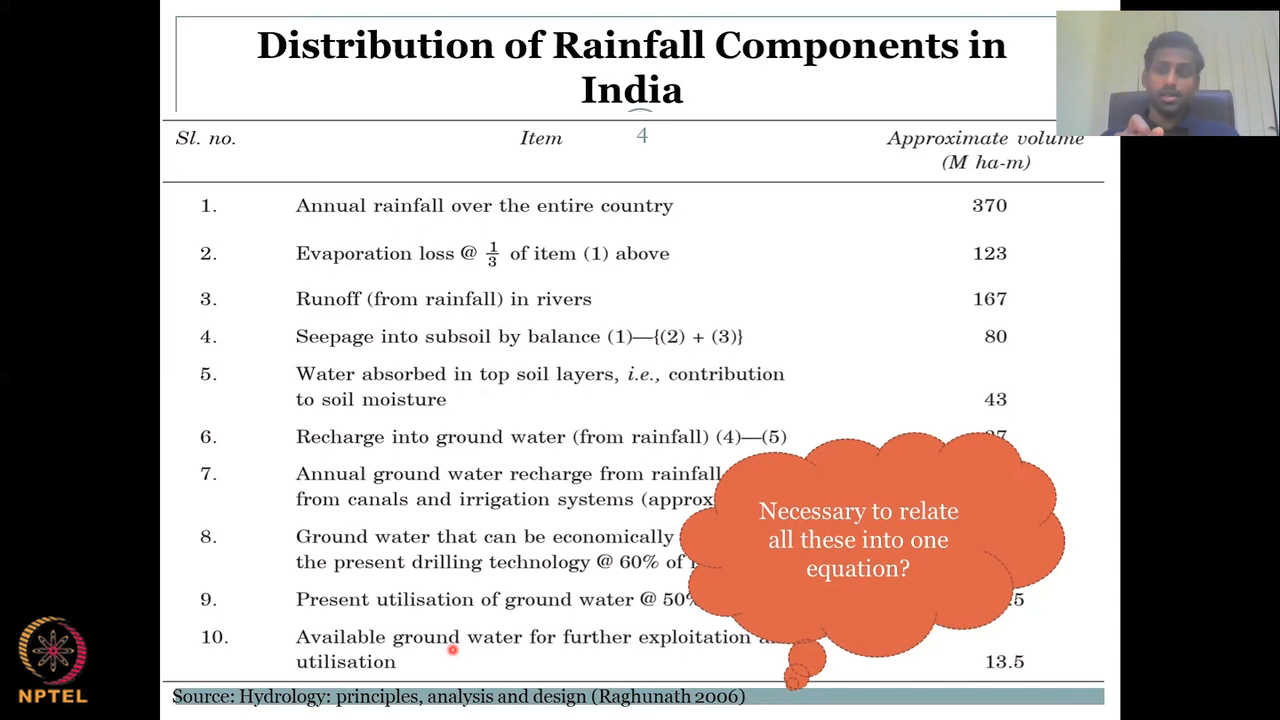 Distribution of Rainfall Components in
India
4
Sl. no. Item Approximate volume
(M ha-m)
1. Annual rainfall over the entire country 370
2. Evaporation loss @ 1/3 of item (1) above 123
3. Runoff (from rainfall) in rivers 167
4. Seepage into subsoil by balance (1)—{(2) + (3)} 80
5. Water absorbed in top soil layers, i.e., contribution
to soil moisture 43
6. Recharge into ground water (from rainfall) (4)—(5)
7. Annual ground water recharge from rainfall
from canals and irrigation systems
8. Ground water that can be economically
the present drilling technology @ 60% of
9. Present utilisation of ground water @
10. Available ground water for further exploitation
utilisation 13.5
Necessary to relate
all these into one
equation?
Source: Hydrology: principles, analysis and design (Raghunath 2006)
NPTEL